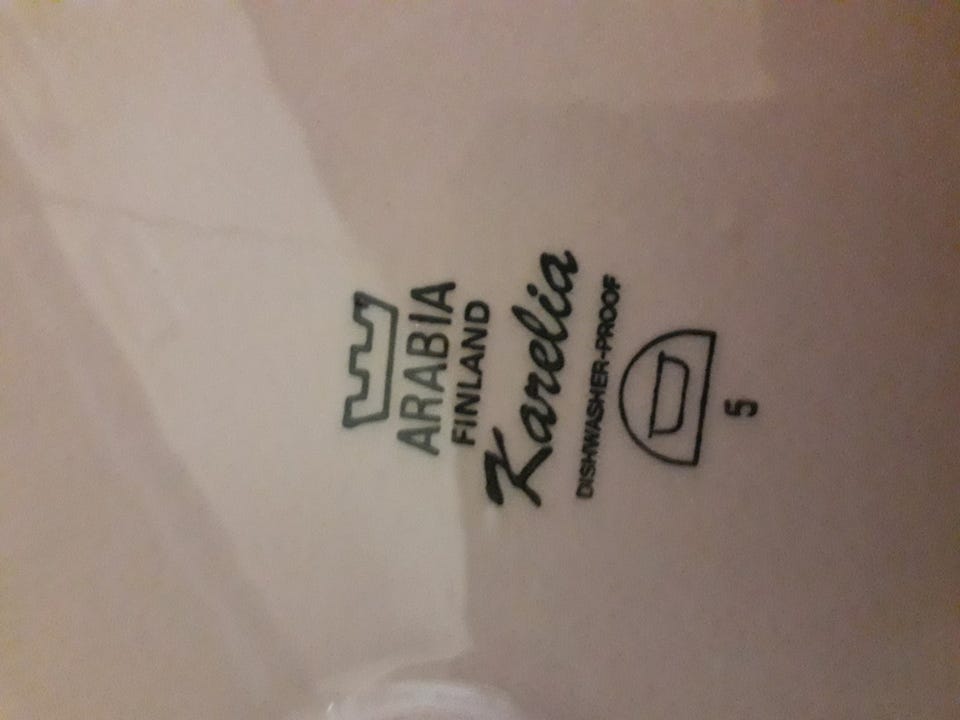 ARABIA
FINLAND
Karelia
DISHWASHER-PROOF
5